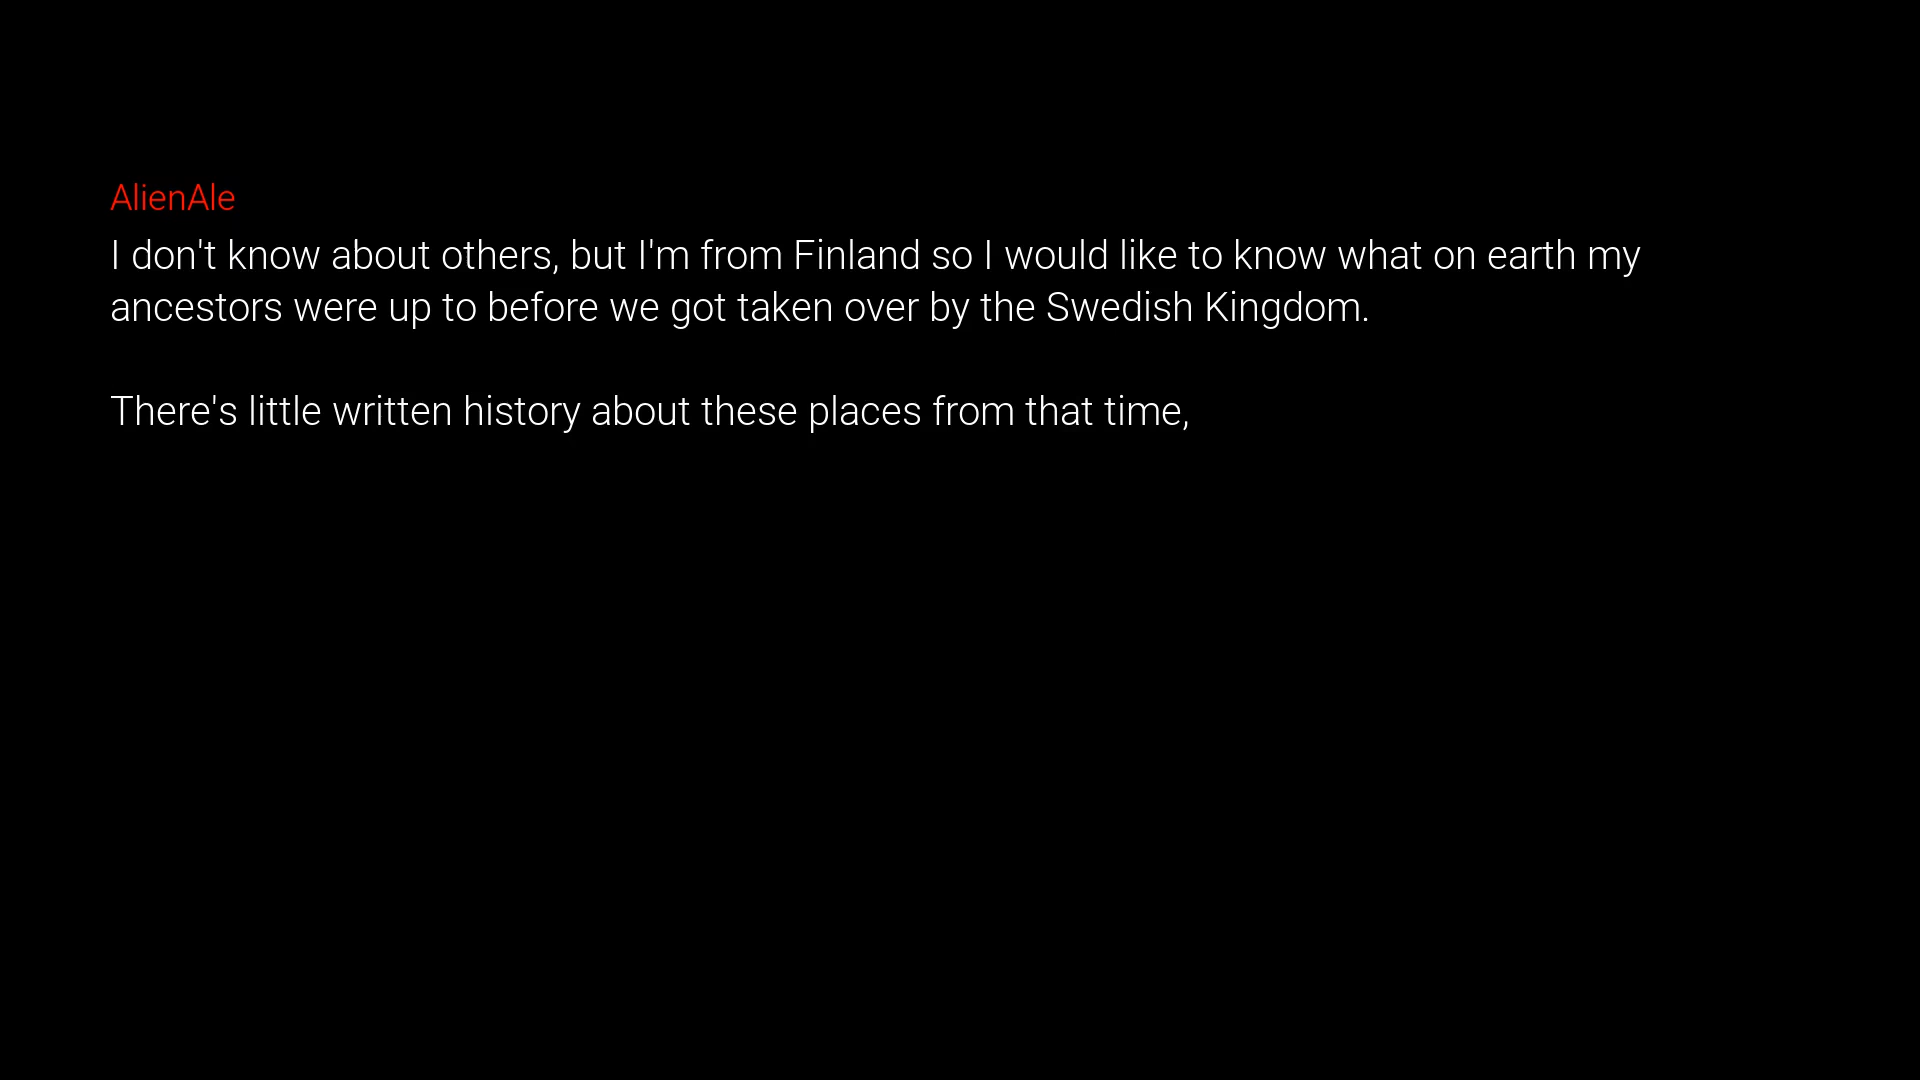 AlienAle
I don't know about others, but I'm from Finland so I would like to know what on earth my
ancestors were up to before we got taken over by the Swedish Kingdom.
There's little written history about these places from that time,